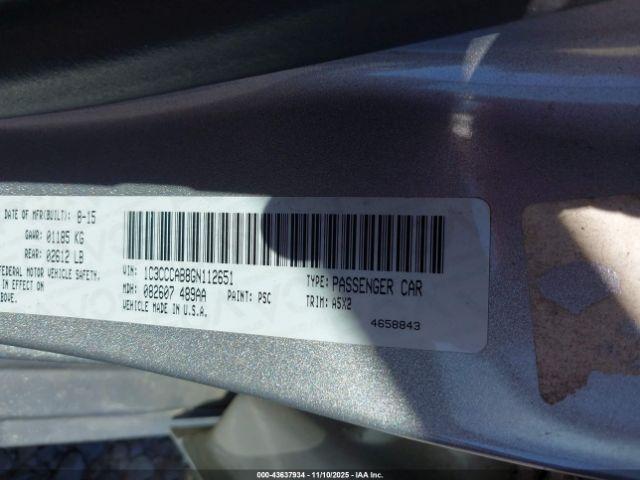 DATE OF MFR(BUILT): 8-15
GAWR: 01185 KG
REAR: 02612 LB
FEDERAL MOTOR VEHICLE SAFETY,
IN EFFECT ON
ABOVE.
VIN: 1C3CCCAB8GN112651
MDH: 082607 489AA
PAINT: PSC
VEHICLE MADE IN U.S.A.
TYPE: PASSENGER CAR
TRIM: A5X2
4658843
000-43637934 — 11/10/2025 — IAA Inc.